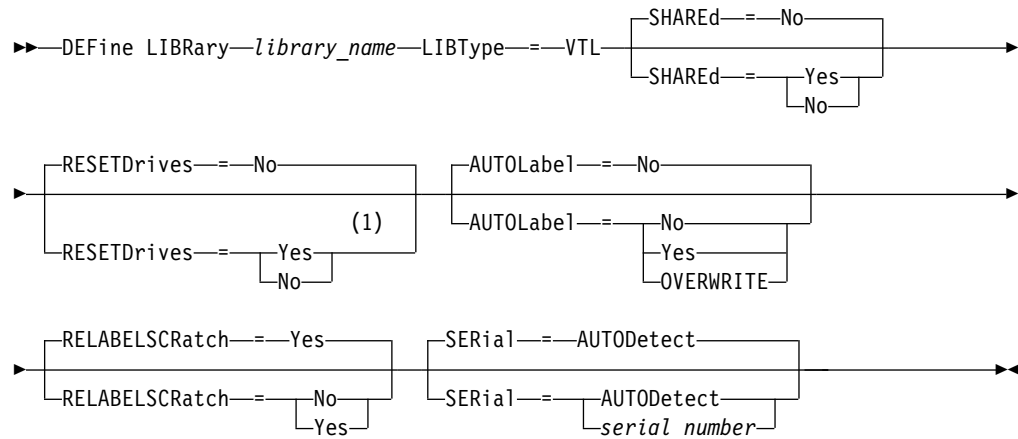 SHAREd = No
DEFine LIBRary library_name LIBType = VTL
SHAREd = Yes
No
RESETDrives = No
AUTOLabel = No
(1)
RESETDrives = Yes
No
AUTOLabel = No
Yes
OVERWRITE
RELABELSCRatch = Yes
SERial = AUTODetect
RELABELSCRatch = No
Yes
SERial = AUTODetect
serial number